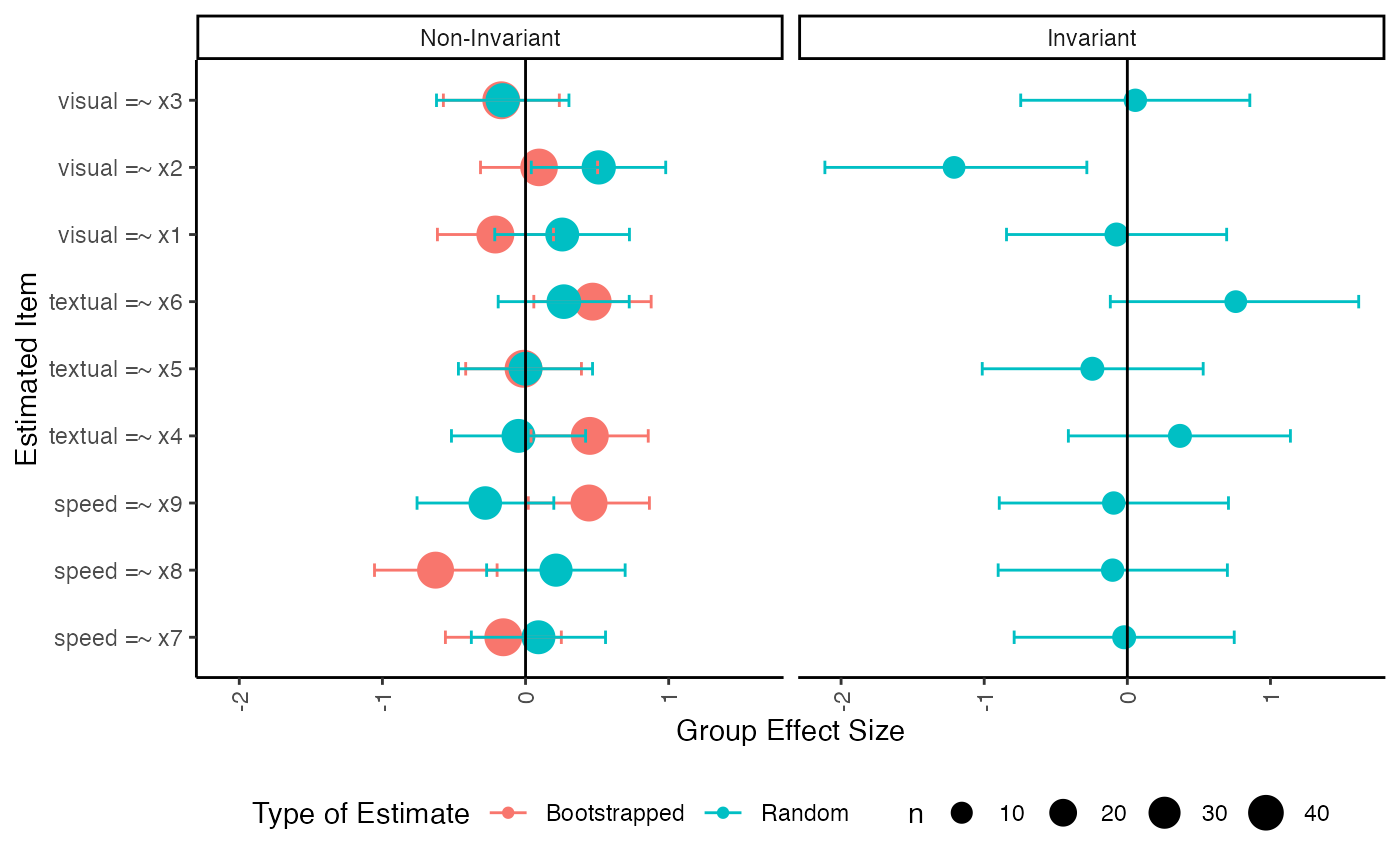 Non-Invariant Invariant
Estimated Item
visual =~ x3
visual =~ x2
visual =~ x1
textual =~ x6
textual =~ x5
textual =~ x4
speed =~ x9
speed =~ x8
speed =~ x7
-2 -1 0 1 -2 -1 0 1
Group Effect Size
Type of Estimate Bootstrapped Random n 10 20 30 40